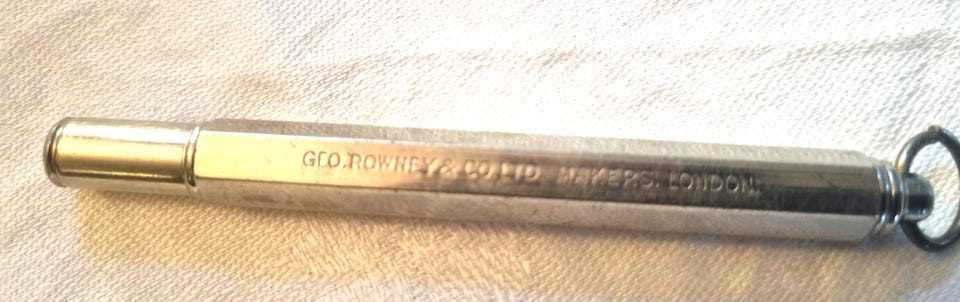 GEO. ROWNEY & CO. LTD. MAKERS. LONDON.